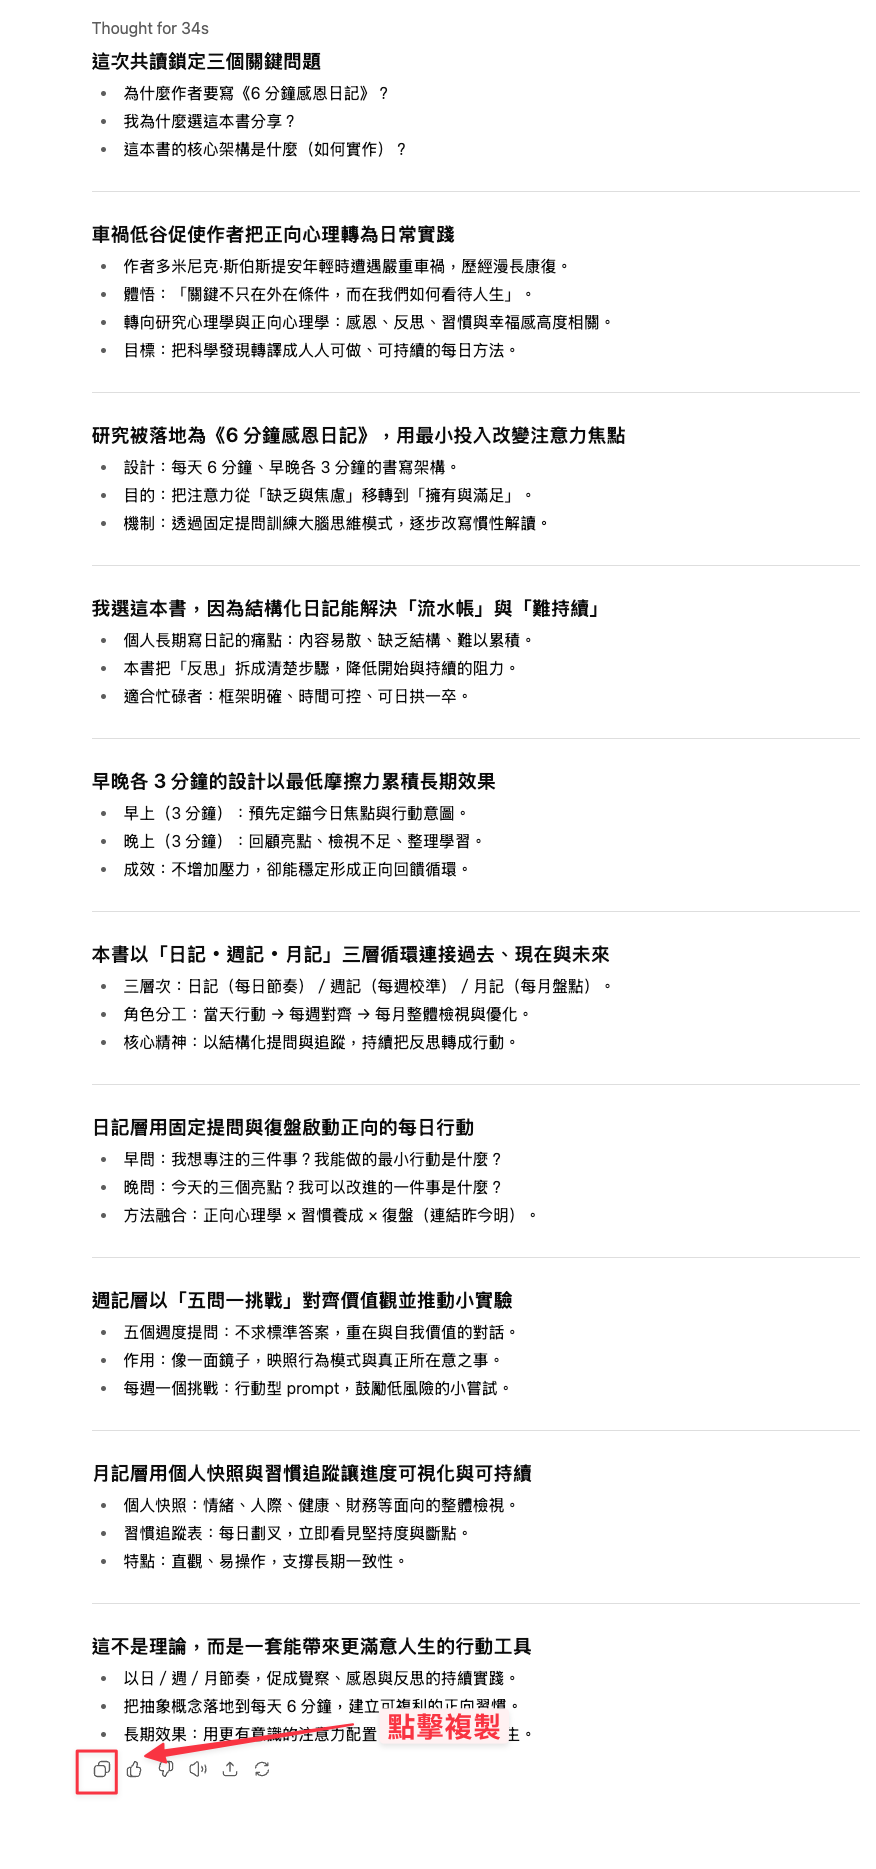 Thought for 34s
這次共讀鎖定三個關鍵問題
• 為什麼作者要寫《6 分鐘感恩日記》？
• 我為什麼選這本書分享？
• 這本書的核心架構是什麼（如何實作）？
車禍低谷促使作者把正向心理轉為日常實踐
• 作者多米尼克·斯伯斯提安年輕時遭遇嚴重車禍，歷經漫長康復。
• 體悟：「關鍵不只在外在條件，而在我們如何看待人生」。
• 轉向研究心理學與正向心理學：感恩、反思、習慣與幸福感高度相關。
• 目標：把科學發現轉譯成人人可做、可持續的每日方法。
研究被落地為《6 分鐘感恩日記》，用最小投入改變注意力焦點
• 設計：每天 6 分鐘、早晚各 3 分鐘的書寫架構。
• 目的：把注意力從「缺乏與焦慮」移轉到「擁有與滿足」。
• 機制：透過固定提問訓練大腦思維模式，逐步改寫慣性解讀。
我選這本書，因為結構化日記能解決「流水帳」與「難持續」
• 個人長期寫日記的痛點：內容易散、缺乏結構、難以累積。
• 本書把「反思」拆成清楚步驟，降低開始與持續的阻力。
• 適合忙碌者：框架明確、時間可控、可日拱一卒。
早晚各 3 分鐘的設計以最低摩擦力累積長期效果
• 早上（3 分鐘）：預先定錨今日焦點與行動意圖。
• 晚上（3 分鐘）：回顧亮點、檢視不足、整理學習。
• 成效：不增加壓力，卻能穩定形成正向回饋循環。
本書以「日記・週記・月記」三層循環連接過去、現在與未來
• 三層次：日記（每日節奏） / 週記（每週校準） / 月記（每月盤點）。
• 角色分工：當天行動 → 每週對齊 → 每月整體檢視與優化。
• 核心精神：以結構化提問與追蹤，持續把反思轉成行動。
日記層用固定提問與復盤啟動正向的每日行動
• 早問：我想專注的三件事？我能做的最小行動是什麼？
• 晚問：今天的三個亮點？我可以改進的一件事是什麼？
• 方法融合：正向心理學 × 習慣養成 × 復盤（連結昨今明）。
週記層以「五問一挑戰」對齊價值觀並推動小實驗
• 五個週度提問：不求標準答案，重在與自我價值的對話。
• 作用：像一面鏡子，映照行為模式與真正所在意之事。
• 每週一個挑戰：行動型 prompt，鼓勵低風險的小嘗試。
月記層用個人快照與習慣追蹤讓進度可視化與可持續
• 個人快照：情緒、人際、健康、財務等面向的整體檢視。
• 習慣追蹤表：每日劃叉，立即看見堅持度與斷點。
• 特點：直觀、易操作，支撐長期一致性。
這不是理論，而是一套能帶來更滿意人生的行動工具
• 以日 / 週 / 月節奏，促成覺察、感恩與反思的持續實踐。
• 把抽象概念落地到每天 6 分鐘，建立可複利的正向習慣。
• 長期效果：用更有意識的注意力配置 生。
點擊複製